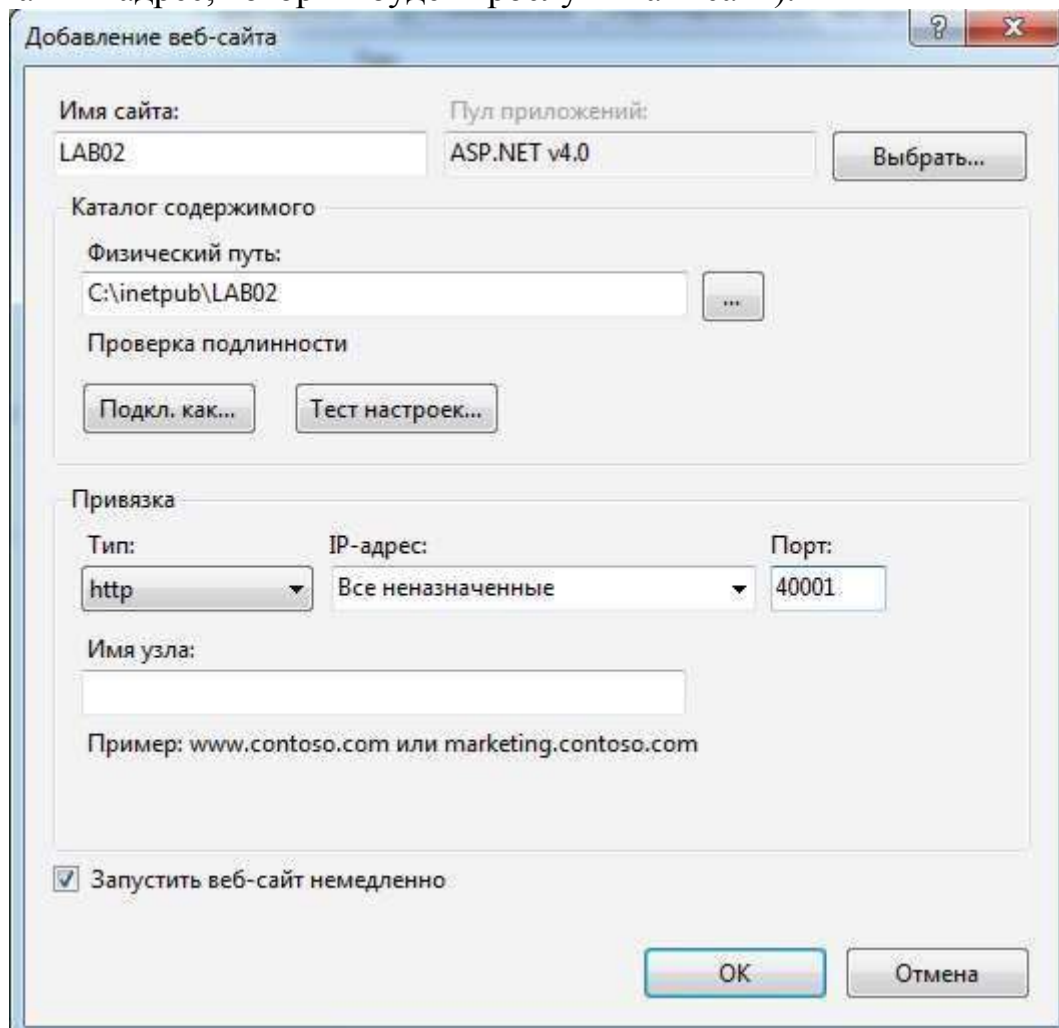 Добавление веб-сайта
Имя сайта: Пул приложений:
LAB02 ASP.NET v4.0 Выбрать...
Каталог содержимого
Физический путь:
C:\inetpub\LAB02 ...
Проверка подлинности
Подкл. как... Тест настроек...
Привязка
Тип: IP-адрес: Порт:
http Все неназначенные 40001
Имя узла:
Пример: www.contoso.com или marketing.contoso.com
Запустить веб-сайт немедленно
OK Отмена